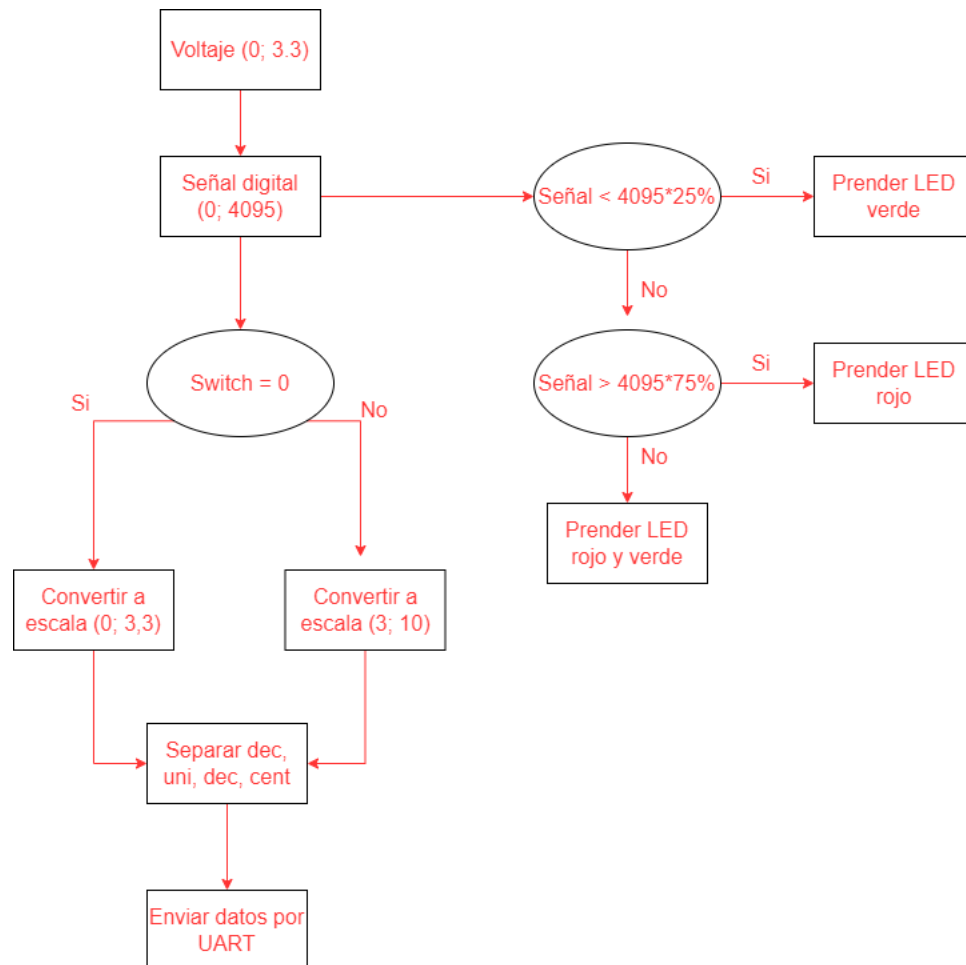 Voltaje (0; 3.3)
Señal digital
(0; 4095)
Señal < 4095*25%
Si
Prender LED
verde
No
Switch = 0
Señal > 4095*75%
Si
Prender LED
rojo
Si
No
No
Prender LED
rojo y verde
Convertir a
escala (0; 3,3)
Convertir a
escala (3; 10)
Separar dec,
uni, dec, cent
Enviar datos por
UART